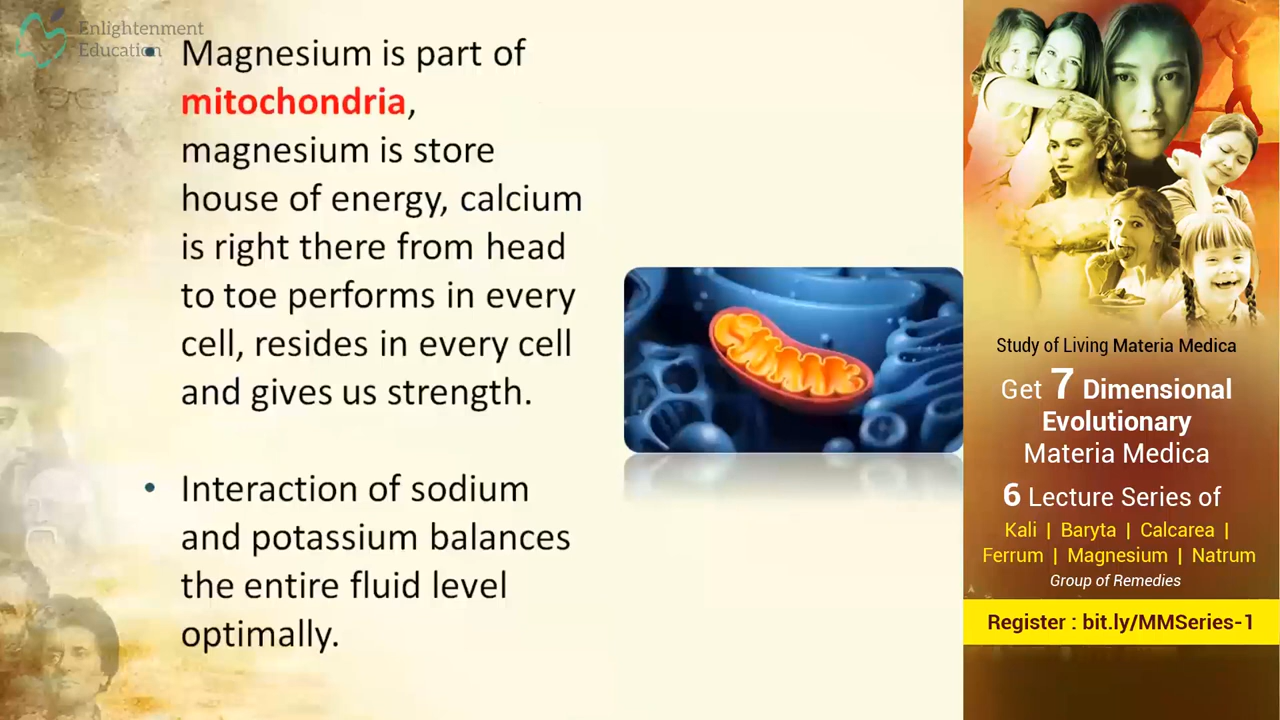 Enlightenment
Education
• Magnesium is part of
mitochondria,
magnesium is store
house of energy, calcium
is right there from head
to toe performs in every
cell, resides in every cell
and gives us strength.
• Interaction of sodium
and potassium balances
the entire fluid level
optimally.
Study of Living Materia Medica
Get 7 Dimensional
Evolutionary
Materia Medica
6 Lecture Series of
Kali | Baryta | Calcarea |
Ferrum | Magnesium | Natrum
Group of Remedies
Register : bit.ly/MMSeries-1